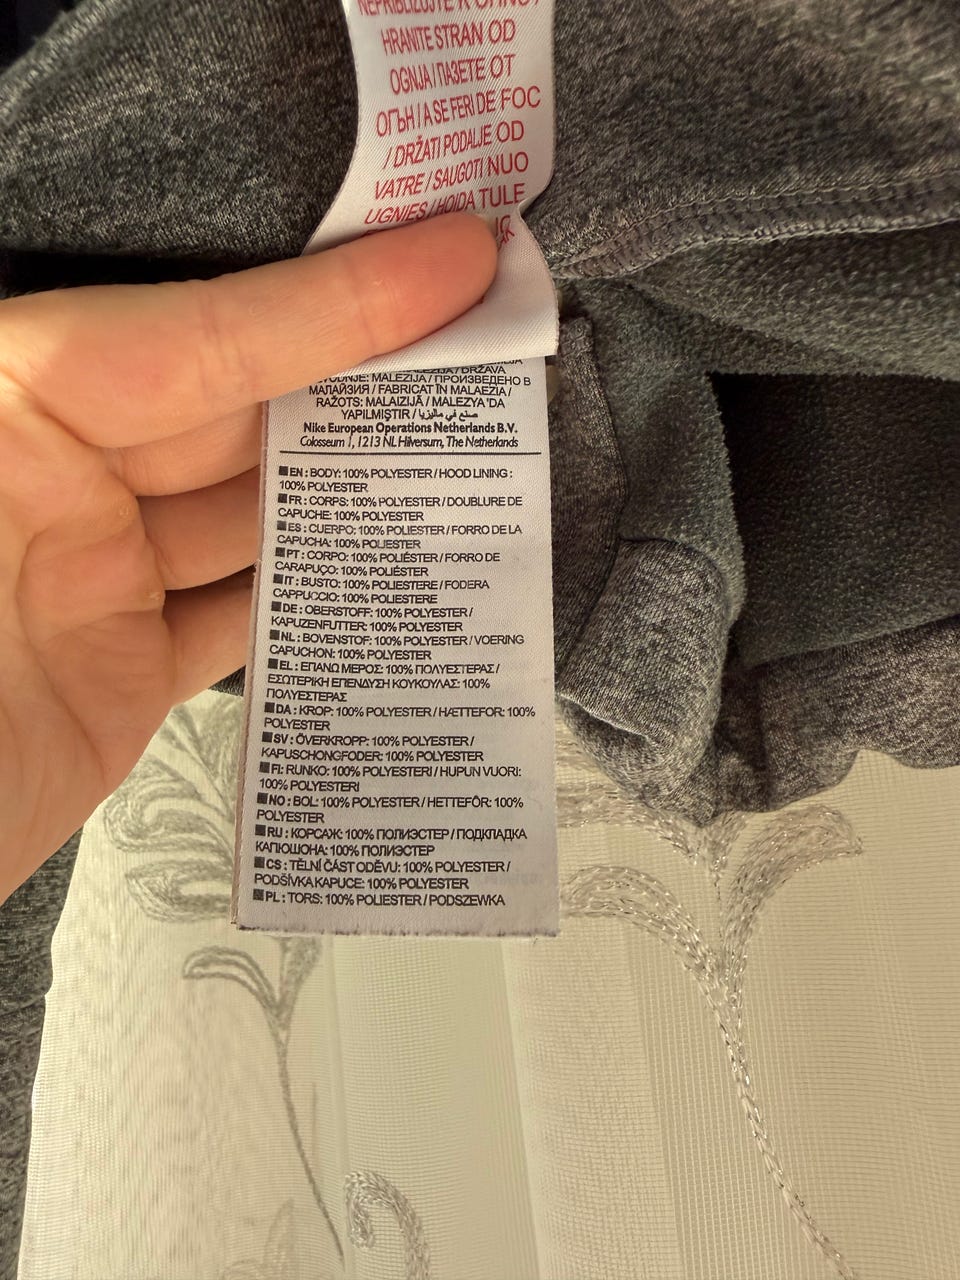 HRANITE STRAN OD
OGNJA / ПАЗЕТЕ ОТ
ОГЪН / A SE FERI DE FOC
/ DRŽATI PODALJE OD
VATRE / SAUGOTI NUO
UGNIES / HOIDA TULE
MALEZIJA / DRŽAVA
MALEZIJA / ПРОИЗВЕДЕНО В
МАЛАЙЗИЯ / FABRICAT ÎN MALAEZIA /
RAŽOTS: MALAIZIJĀ / MALEZYA 'DA
YAPILMIŞTIR / صنع في ماليزيا
Nike European Operations Netherlands B.V.
Colosseum 1, 1213 NL Hilversum, The Netherlands
EN : BODY: 100% POLYESTER / HOOD LINING :
100% POLYESTER
FR : CORPS: 100% POLYESTER / DOUBLURE DE
CAPUCHE: 100% POLYESTER
ES : CUERPO: 100% POLIESTER / FORRO DE LA
CAPUCHA: 100% POLIESTER
PT : CORPO: 100% POLIÉSTER / FORRO DE
CARAPUÇO: 100% POLIÉSTER
IT : BUSTO: 100% POLIESTERE / FODERA
CAPPUCCIO: 100% POLIESTERE
DE : OBERSTOFF: 100% POLYESTER /
KAPUZENFUTTER: 100% POLYESTER
NL : BOVENSTOF: 100% POLYESTER / VOERING
CAPUCHON: 100% POLYESTER
EL : ΕΠΑΝΩ ΜΕΡΟΣ: 100% ΠΟΛΥΕΣΤΕΡΑΣ /
ΕΣΩΤΕΡΙΚΗ ΕΠΕΝΔΥΣΗ ΚΟΥΚΟΥΛΑΣ: 100%
ΠΟΛΥΕΣΤΕΡΑΣ
DA : KROP: 100% POLYESTER / HÆTTEFOR: 100%
POLYESTER
SV : ÖVERKROPP: 100% POLYESTER /
KAPUSCHONGFODER: 100% POLYESTER
FI: RUNKO: 100% POLYESTERI / HUPUN VUORI:
100% POLYESTERI
NO : BOL: 100% POLYESTER / HETTEFÔR: 100%
POLYESTER
RU : КОРСАЖ: 100% ПОЛИЭСТЕР / ПОДКЛАДКА
КАПЮШОНА: 100% ПОЛИЭСТЕР
CS : TĚLNÍ ČÁST ODĚVU: 100% POLYESTER /
PODŠÍVKA KAPUCE: 100% POLYESTER
PL : TORS: 100% POLIESTER / PODSZEWKA